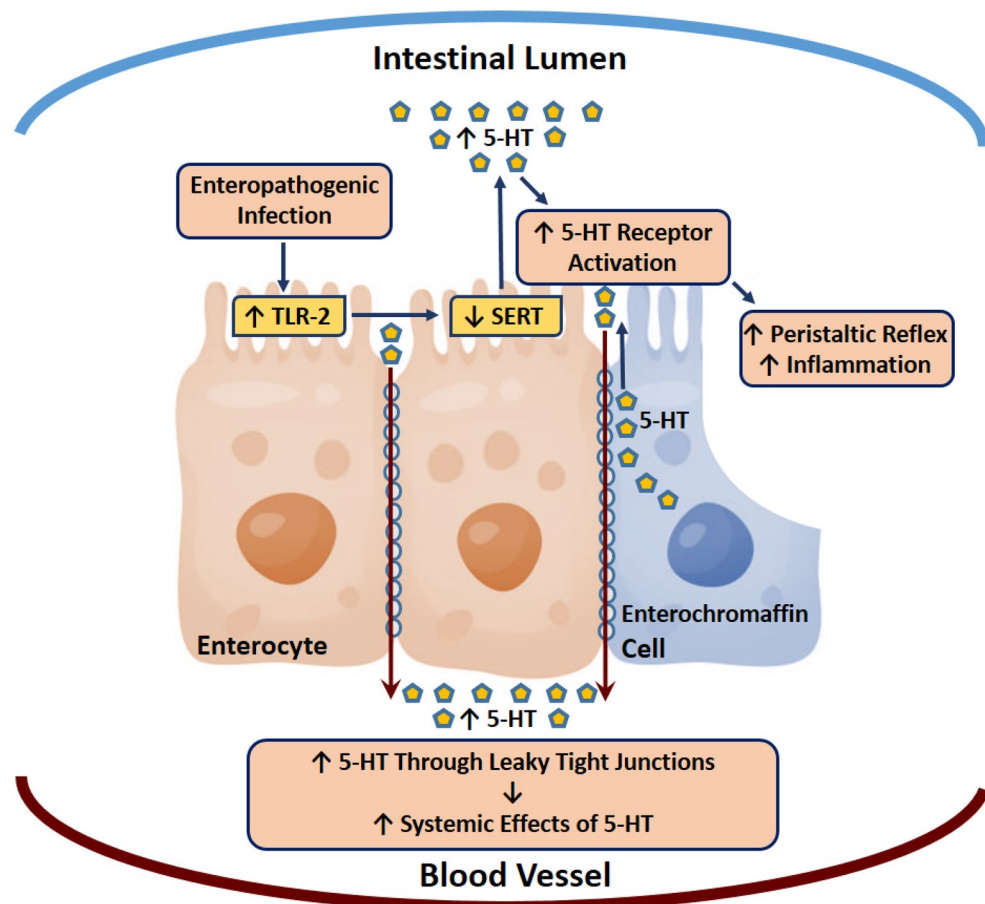 Intestinal Lumen
↑ 5-HT
Enteropathogenic
Infection
↑ 5-HT Receptor
Activation
↑ TLR-2
↓ SERT
↑ Peristaltic Reflex
↑ Inflammation
5-HT
Enterochromaffin
Cell
Enterocyte
↑ 5-HT
↑ 5-HT Through Leaky Tight Junctions
↓
↑ Systemic Effects of 5-HT
Blood Vessel